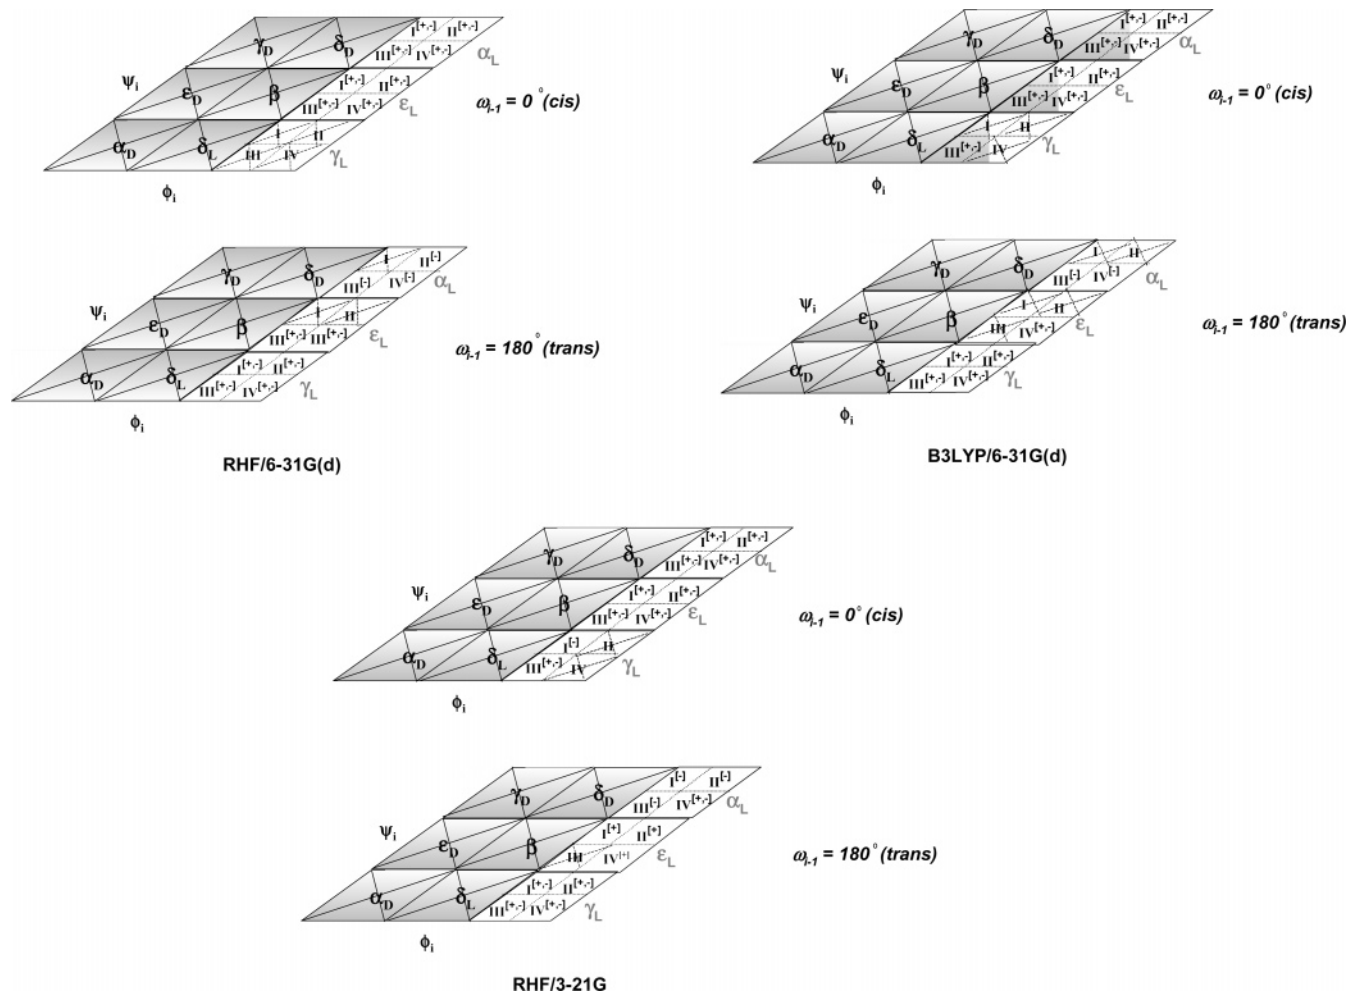 I[+,-] II[+,-]
γD δD III[+,-] IV[+,-] αL
ψi I[+,-] II[+,-]
εD β III[+,-] IV[+,-] εL
ωi-1 = 0° (cis)
I II
αD δL III IV γL
ϕi
I[+,-] II[+,-]
γD δD III[+,-] IV[+,-] αL
ψi I[+,-] II[+,-]
εD β III[+,-] IV[+,-] εL
ωi-1 = 0° (cis)
I II
αD δL III[+,-] IV γL
ϕi
I II[-]
γD δD III[-] IV[-] αL
ψi I II
εD β III[+,-] III[+,-] εL
ωi-1 = 180° (trans)
I[+,-] II[+,-]
αD δL III[+,-] IV[+,-] γL
ϕi
RHF/6-31G(d)
I II
γD δD III[-] IV[-] αL
ψi I II
εD β III IV[+,-] εL
ωi-1 = 180° (trans)
I[+,-] II[+,-]
αD δL III[+,-] IV[+,-] γL
ϕi
B3LYP/6-31G(d)
I[+,-] II[+,-]
γD δD III[+,-] IV[+,-] αL
ψi I[+,-] II[+,-]
εD β III[+,-] IV[+,-] εL
ωi-1 = 0° (cis)
I[-] II
αD δL III[+,-] IV γL
ϕi
I[-] II[-]
γD δD III[-] IV[+,-] αL
ψi I[+] II[+]
εD β III IV[+] εL
ωi-1 = 180° (trans)
I[+,-] II[+,-]
αD δL III[+,-] IV[+,-] γL
ϕi
RHF/3-21G